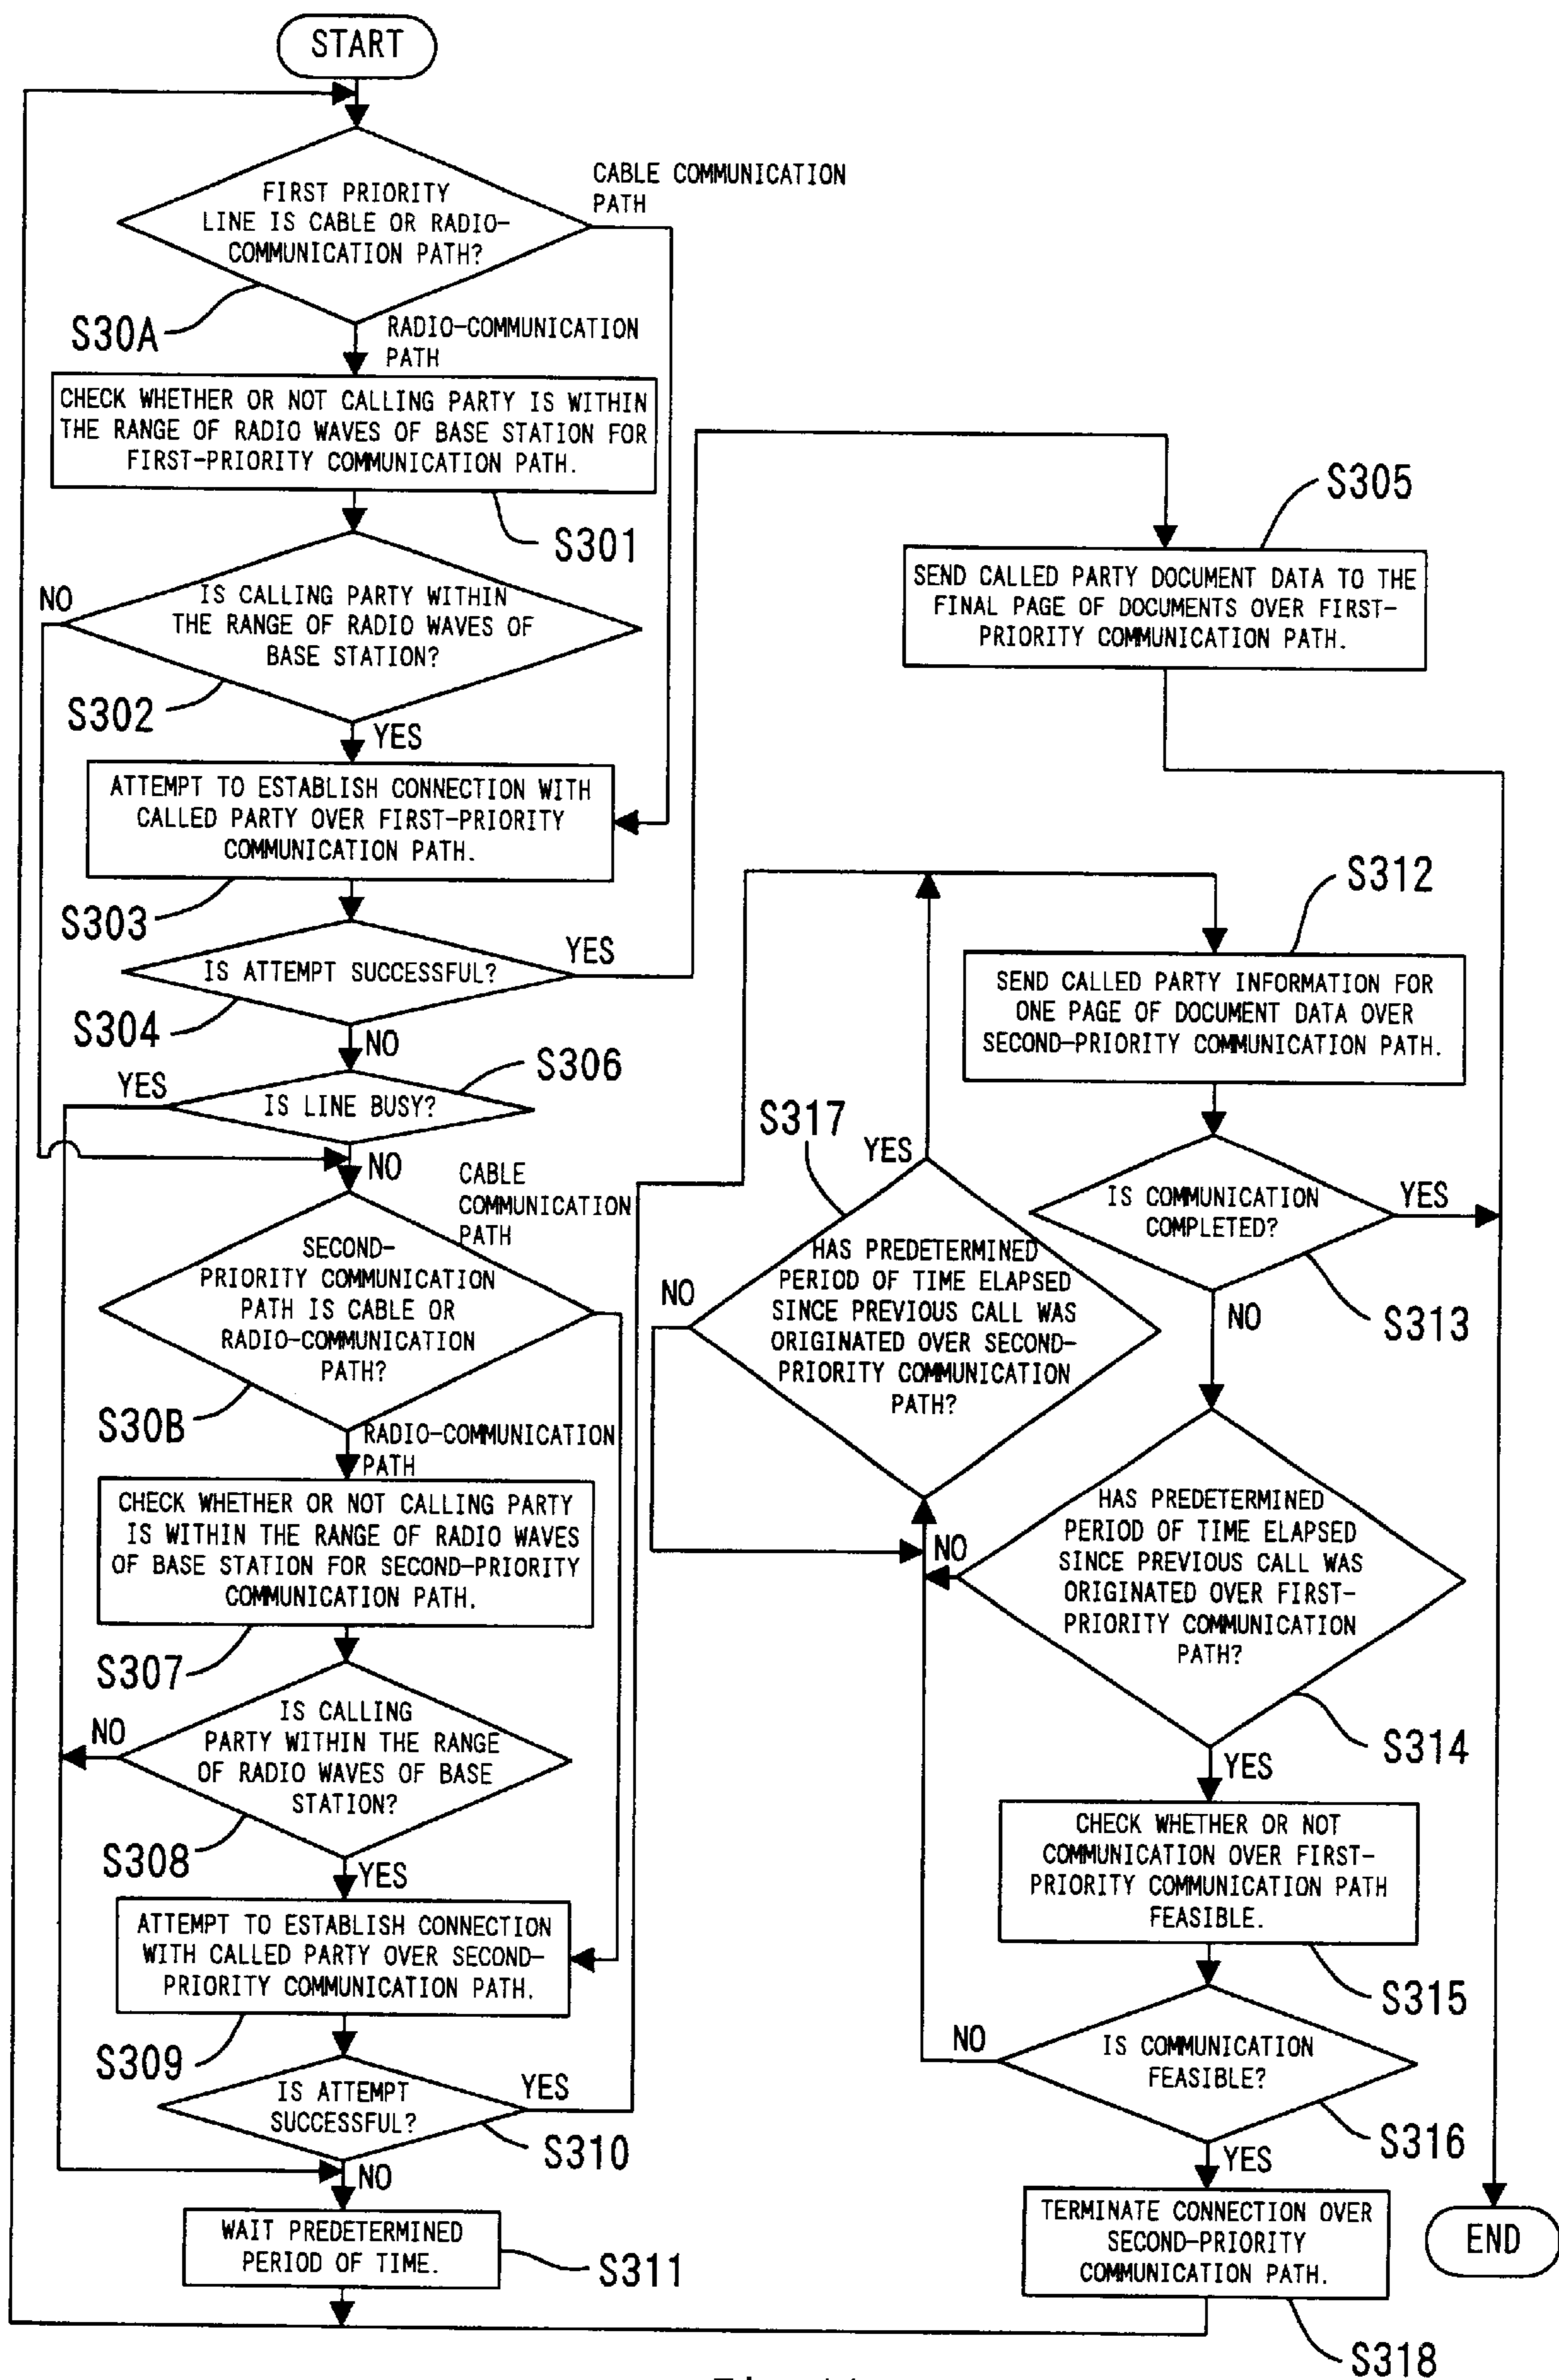 START
FIRST PRIORITY
LINE IS CABLE OR RADIO-
COMMUNICATION PATH?
CABLE COMMUNICATION
PATH
S30A
RADIO-COMMUNICATION
PATH
CHECK WHETHER OR NOT CALLING PARTY IS WITHIN
THE RANGE OF RADIO WAVES OF BASE STATION FOR
FIRST-PRIORITY COMMUNICATION PATH.
S301
NO
IS CALLING PARTY WITHIN
THE RANGE OF RADIO WAVES OF
BASE STATION?
S302
YES
ATTEMPT TO ESTABLISH CONNECTION WITH
CALLED PARTY OVER FIRST-PRIORITY
COMMUNICATION PATH.
S303
IS ATTEMPT SUCCESSFUL?
YES
S304
NO
S306
YES
IS LINE BUSY?
NO
CABLE
COMMUNICATION
PATH
SECOND-
PRIORITY COMMUNICATION
PATH IS CABLE OR
RADIO-COMMUNICATION
PATH?
S30B
RADIO-COMMUNICATION
PATH
CHECK WHETHER OR NOT CALLING PARTY
IS WITHIN THE RANGE OF RADIO WAVES
OF BASE STATION FOR SECOND-PRIORITY
COMMUNICATION PATH.
S307
NO
IS CALLING
PARTY WITHIN THE RANGE
OF RADIO WAVES OF BASE
STATION?
S308
YES
ATTEMPT TO ESTABLISH CONNECTION
WITH CALLED PARTY OVER SECOND-
PRIORITY COMMUNICATION PATH.
S309
IS ATTEMPT
SUCCESSFUL?
YES
S310
NO
WAIT PREDETERMINED
PERIOD OF TIME.
S311
S305
SEND CALLED PARTY DOCUMENT DATA TO THE
FINAL PAGE OF DOCUMENTS OVER FIRST-
PRIORITY COMMUNICATION PATH.
S312
SEND CALLED PARTY INFORMATION FOR
ONE PAGE OF DOCUMENT DATA OVER
SECOND-PRIORITY COMMUNICATION PATH.
IS COMMUNICATION
COMPLETED?
YES
S313
NO
S317
YES
HAS PREDETERMINED
PERIOD OF TIME ELAPSED
SINCE PREVIOUS CALL WAS
ORIGINATED OVER SECOND-
PRIORITY COMMUNICATION
PATH?
NO
NO
HAS PREDETERMINED
PERIOD OF TIME ELAPSED
SINCE PREVIOUS CALL WAS
ORIGINATED OVER FIRST-
PRIORITY COMMUNICATION
PATH?
S314
YES
CHECK WHETHER OR NOT
COMMUNICATION OVER FIRST-
PRIORITY COMMUNICATION PATH
FEASIBLE.
S315
NO
IS COMMUNICATION
FEASIBLE?
S316
YES
TERMINATE CONNECTION OVER
SECOND-PRIORITY
COMMUNICATION PATH.
S318
END